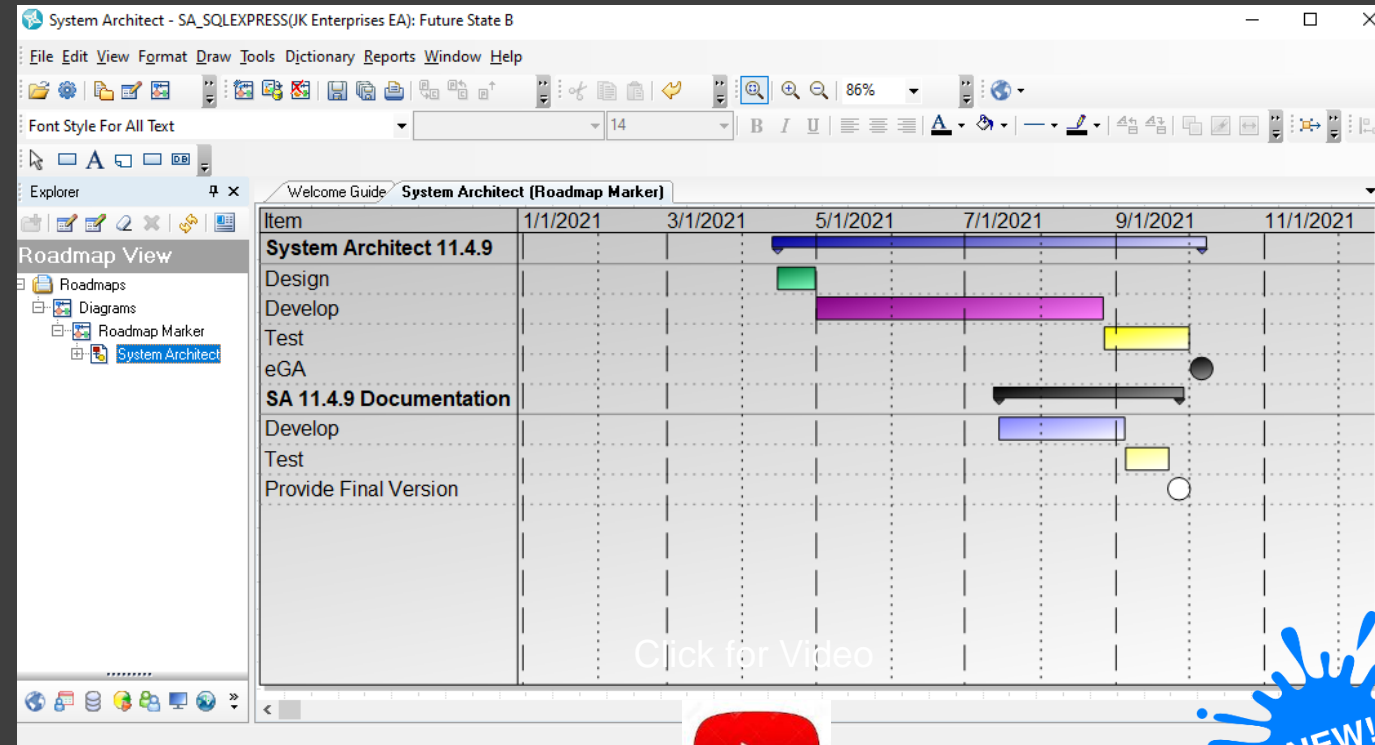 System Architect - SA_SQLEXPRESS(JK Enterprises EA): Future State B
File Edit View Format Draw Tools Dictionary Reports Window Help
86%
Font Style For All Text 14 B I U A
A DB
Explorer
Welcome Guide System Architect (Roadmap Marker)
Roadmap View
Roadmaps
Diagrams
Roadmap Marker
System Architect
Item 1/1/2021 3/1/2021 5/1/2021 7/1/2021 9/1/2021 11/1/2021
System Architect 11.4.9
Design
Develop
Test
eGA
SA 11.4.9 Documentation
Develop
Test
Provide Final Version
Click for Video
NEW!